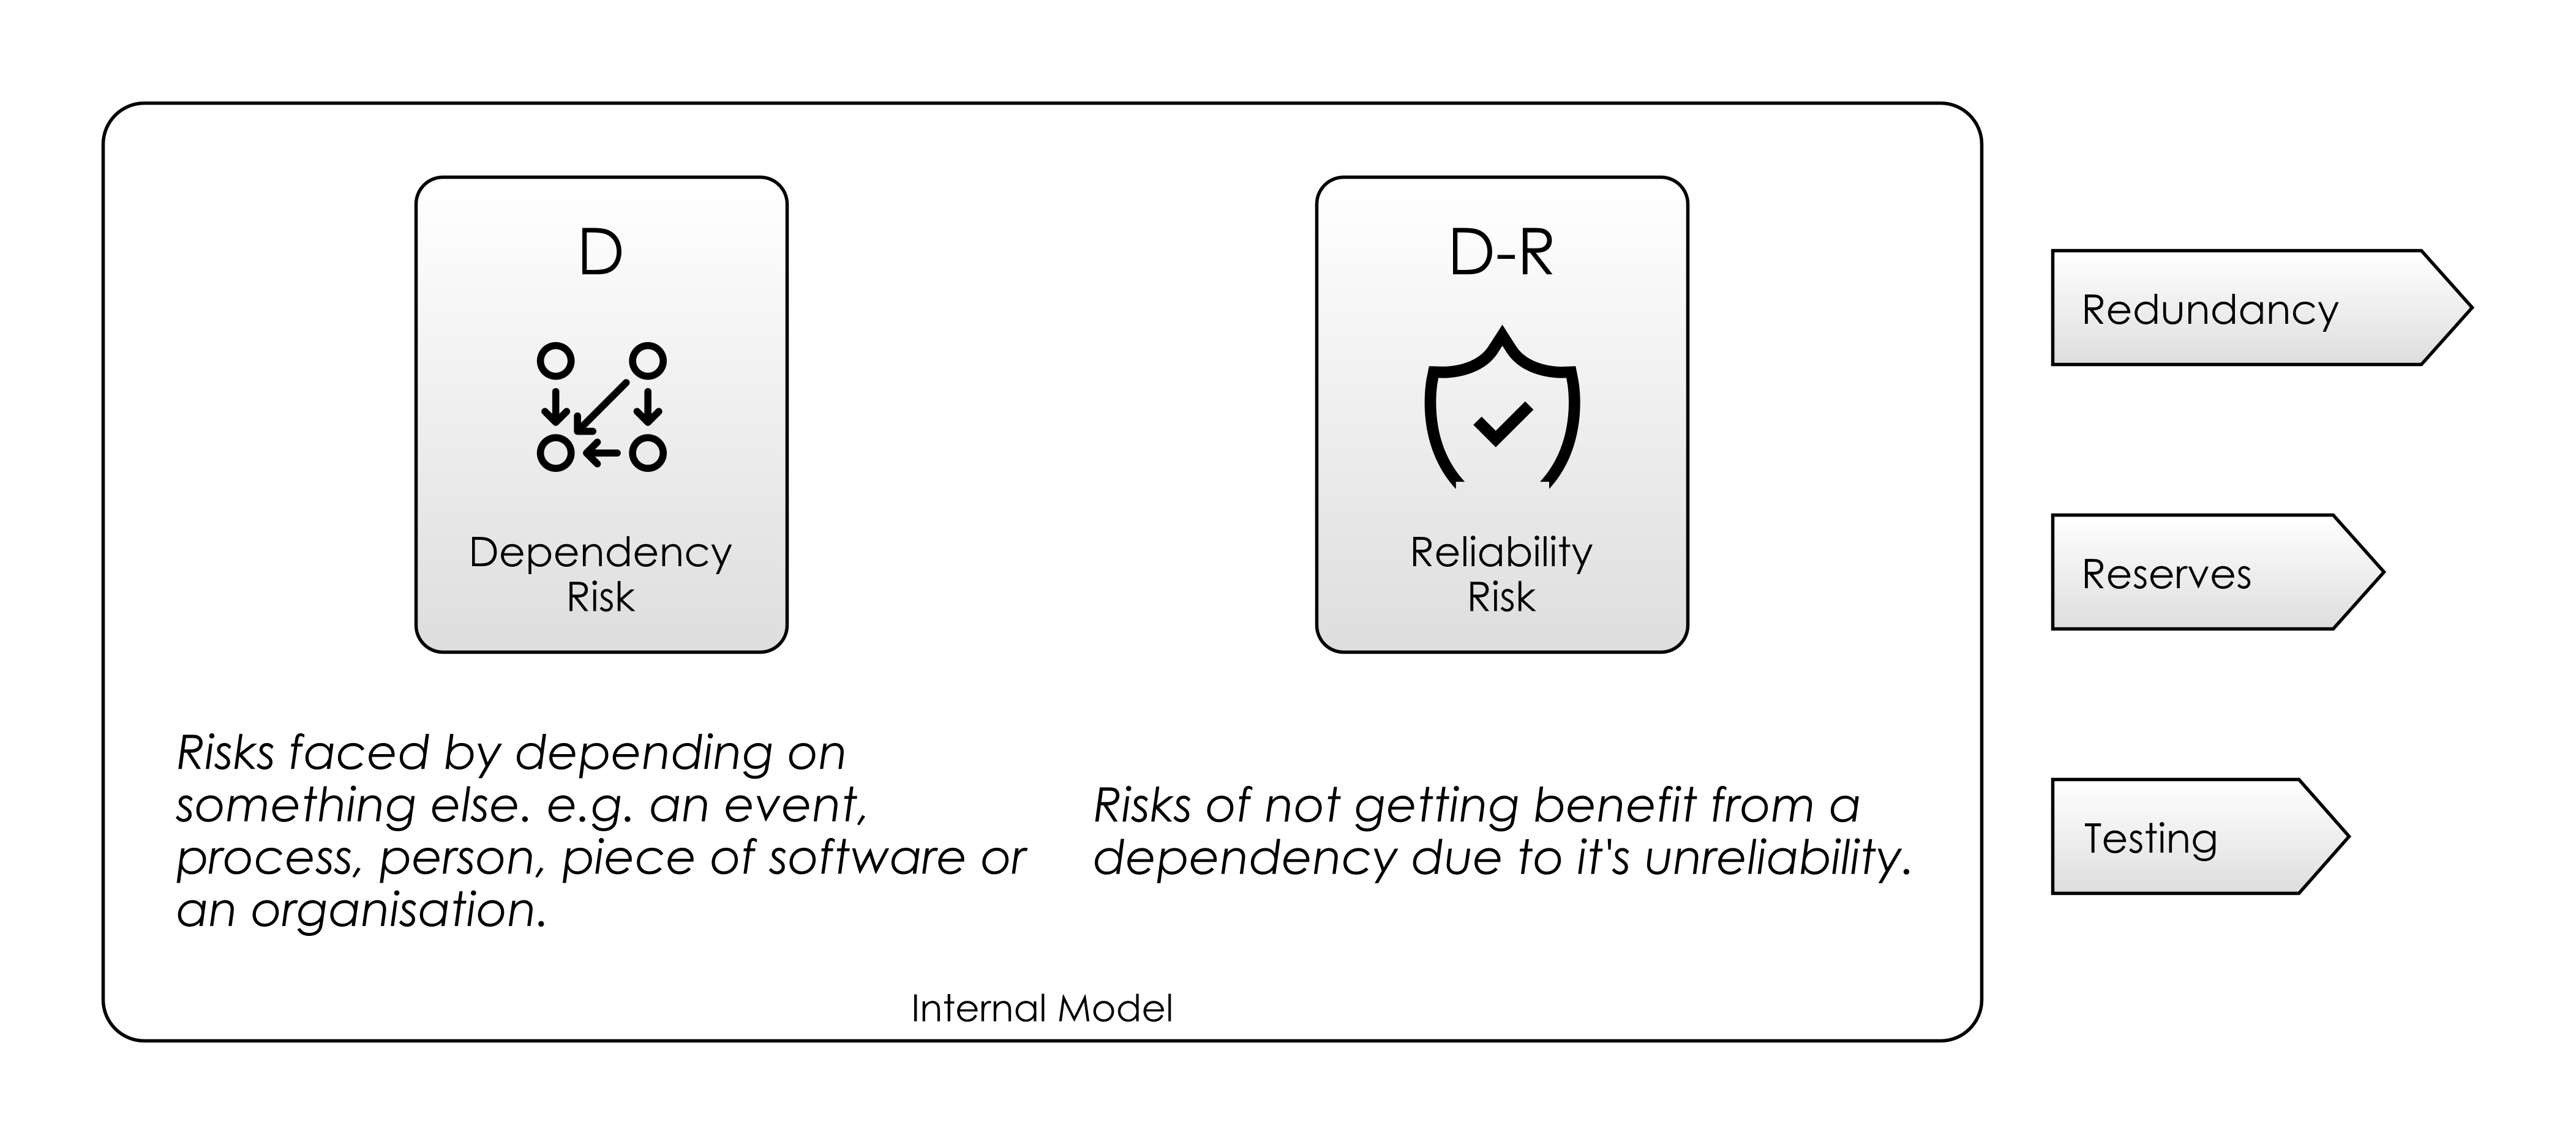 D
Dependency
Risk
Risks faced by depending on
something else. e.g. an event,
process, person, piece of software or
an organisation.
D-R
Reliability
Risk
Risks of not getting benefit from a
dependency due to it's unreliability.
Internal Model
Redundancy
Reserves
Testing